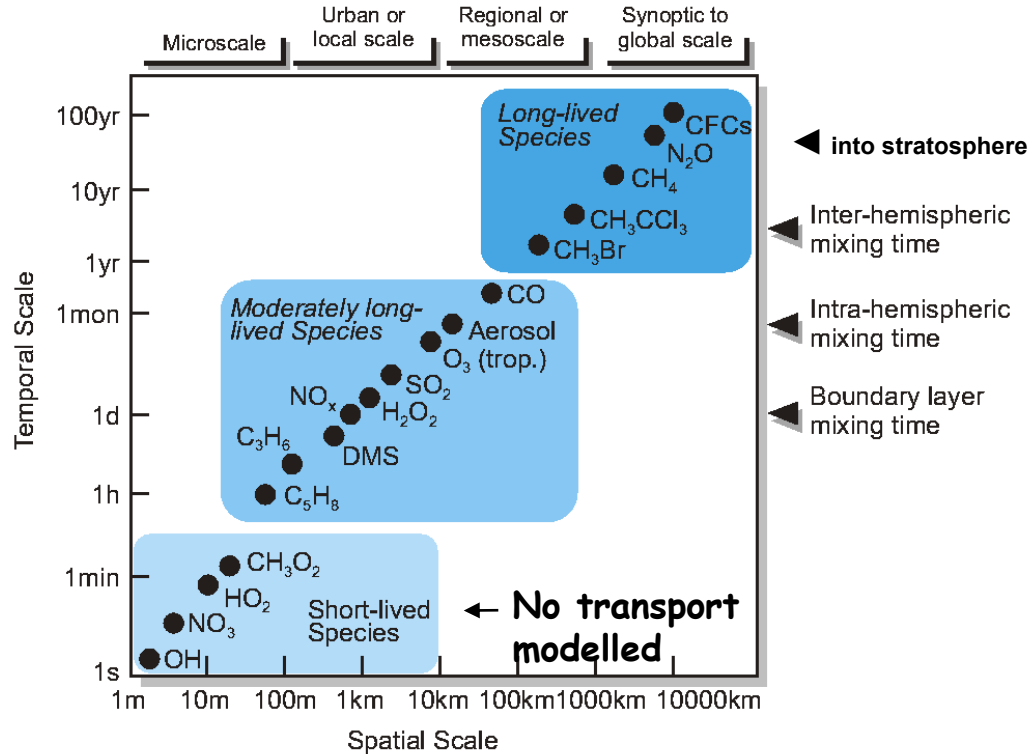 Microscale
Urban or
local scale
Regional or
mesoscale
Synoptic to
global scale
Temporal Scale
100yr
10yr
1yr
1mon
1d
1h
1min
1s
Long-lived
Species
CFCs
N₂O
CH₄
CH₃CCl₃
CH₃Br
Moderately long-
lived Species
CO
Aerosol
O₃ (trop.)
SO₂
NOₓ
H₂O₂
C₃H₆
DMS
C₅H₈
CH₃O₂
HO₂
NO₃
OH
Short-lived
Species
← No transport
modelled
into stratosphere
Inter-hemispheric
mixing time
Intra-hemispheric
mixing time
Boundary layer
mixing time
1m
10m
100m
1km
10km
100km
1000km
10000km
Spatial Scale